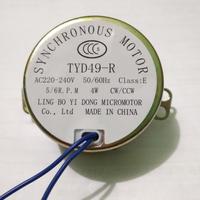 SYNCHRONOUS MOTOR
CCC
TYD49-R
AC220-240V 50/60Hz Class:E
5/6R.P.M 4W CW/CCW
LING BO YI DONG MICROMOTOR
Co., Ltd MADE IN CHINA